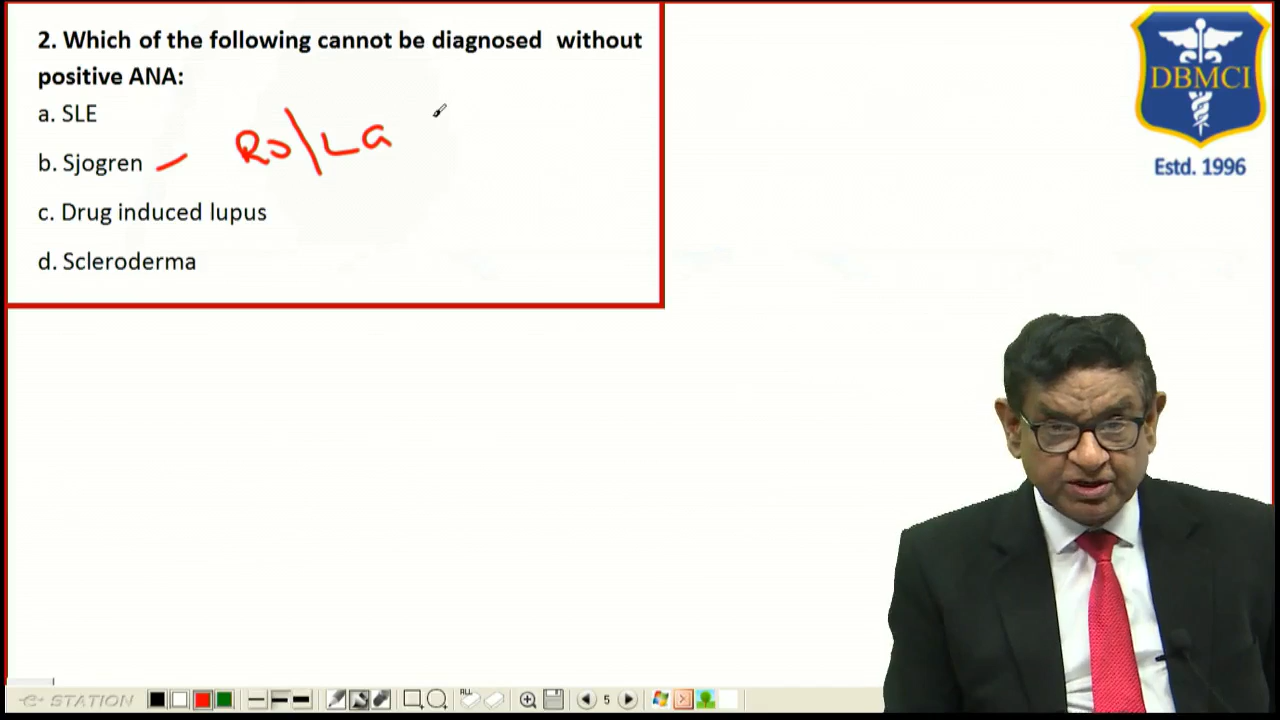 2. Which of the following cannot be diagnosed without
positive ANA:
a. SLE
b. Sjogren
Ro/La
c. Drug induced lupus
d. Scleroderma
DBMCI
Estd. 1996
STATION
ALL
5